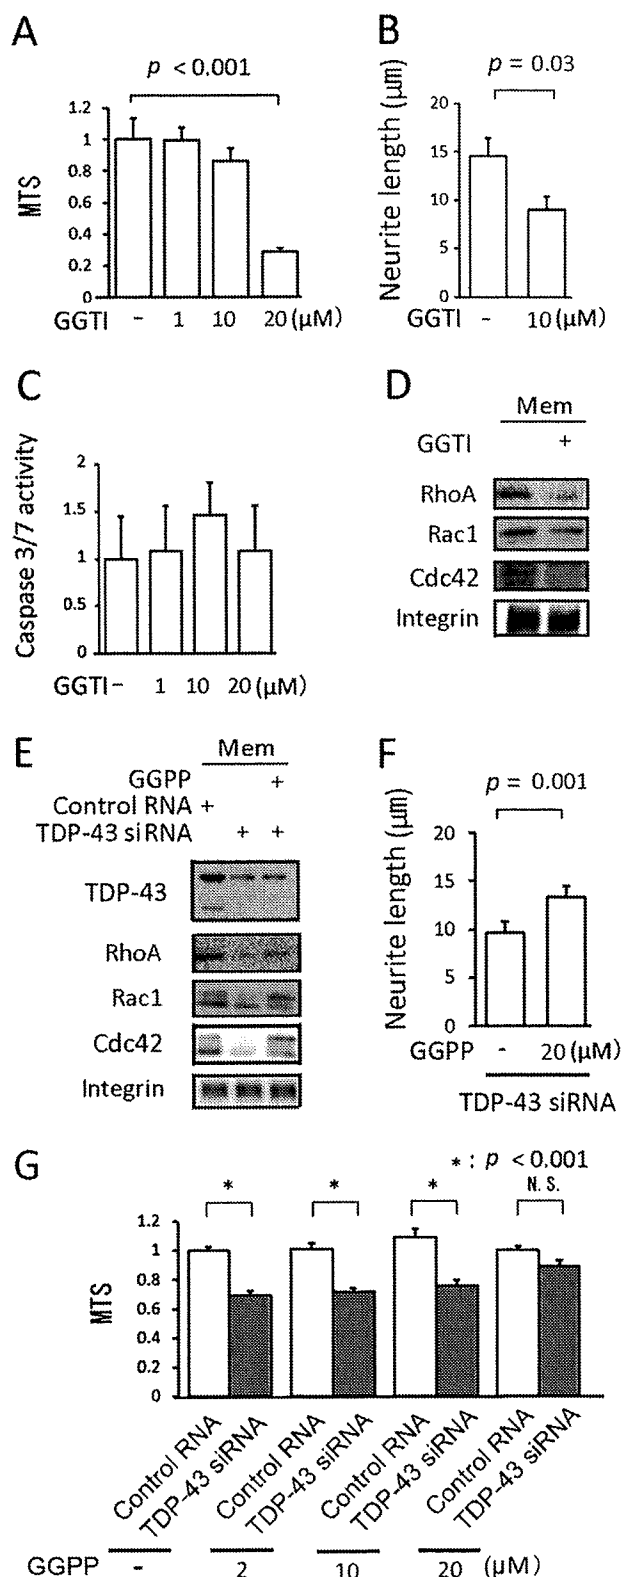 A
p < 0.001
MTS
1.2
1
0.8
0.6
0.4
0.2
0
GGTI - 1 10 20 (μM)
B
p = 0.03
Neurite length (μm)
20
15
10
5
0
GGTI - 10 (μM)
C
Caspase 3/7 activity
2
1.5
1
0.5
0
GGTI - 1 10 20 (μM)
D
Mem
GGTI +
RhoA
Rac1
Cdc42
Integrin
E
Mem
GGPP +
Control RNA +
TDP-43 siRNA + +
TDP-43
RhoA
Rac1
Cdc42
Integrin
F
p = 0.001
Neurite length (μm)
20
15
10
5
0
GGPP - 20 (μM)
TDP-43 siRNA
G
* : p < 0.001
* * * N. S.
MTS
1.2
1
0.8
0.6
0.4
0.2
0
Control RNA
TDP-43 siRNA
Control RNA
TDP-43 siRNA
Control RNA
TDP-43 siRNA
Control RNA
TDP-43 siRNA
GGPP - 2 10 20 (μM)